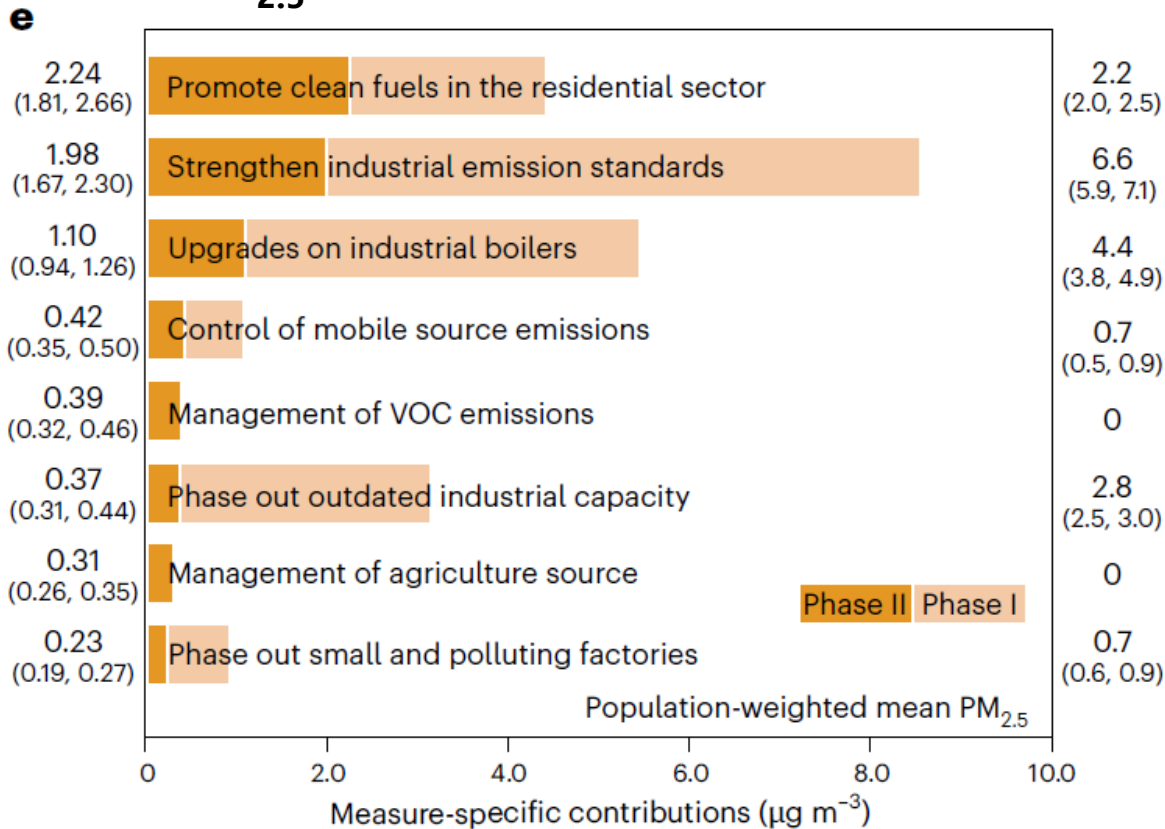 2.5
e
2.24 Promote clean fuels in the residential sector 2.2
(1.81, 2.66) (2.0, 2.5)
1.98 Strengthen industrial emission standards 6.6
(1.67, 2.30) (5.9, 7.1)
1.10 Upgrades on industrial boilers 4.4
(0.94, 1.26) (3.8, 4.9)
0.42 Control of mobile source emissions 0.7
(0.35, 0.50) (0.5, 0.9)
0.39 Management of VOC emissions 0
(0.32, 0.46)
0.37 Phase out outdated industrial capacity 2.8
(0.31, 0.44) (2.5, 3.0)
0.31 Management of agriculture source 0
(0.26, 0.35)
Phase II Phase I
0.23 Phase out small and polluting factories 0.7
(0.19, 0.27) (0.6, 0.9)
Population-weighted mean PM2.5
0 2.0 4.0 6.0 8.0 10.0
Measure-specific contributions (µg m⁻³)